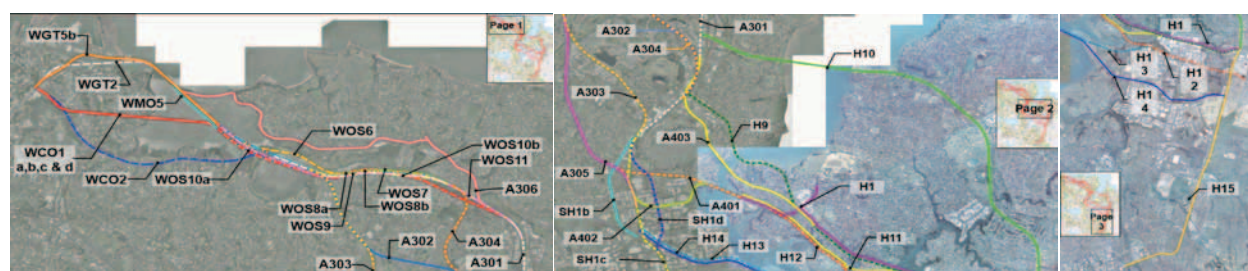 WGT5b
Page 1
WGT2
WMO5
WOS6
WCO1
a,b,c & d
WCO2
WOS10a
WOS10b
WOS11
WOS7
WOS8b
WOS8a
WOS9
A306
A302
A304
A303
A301
A302
A301
A304
H10
A303
Page 2
A403
H9
A305
H1
A401
SH1b
SH1d
A402
H14
H13
H12
H11
SH1c
H1
H1
3
H1
2
H1
4
H15
Page
3